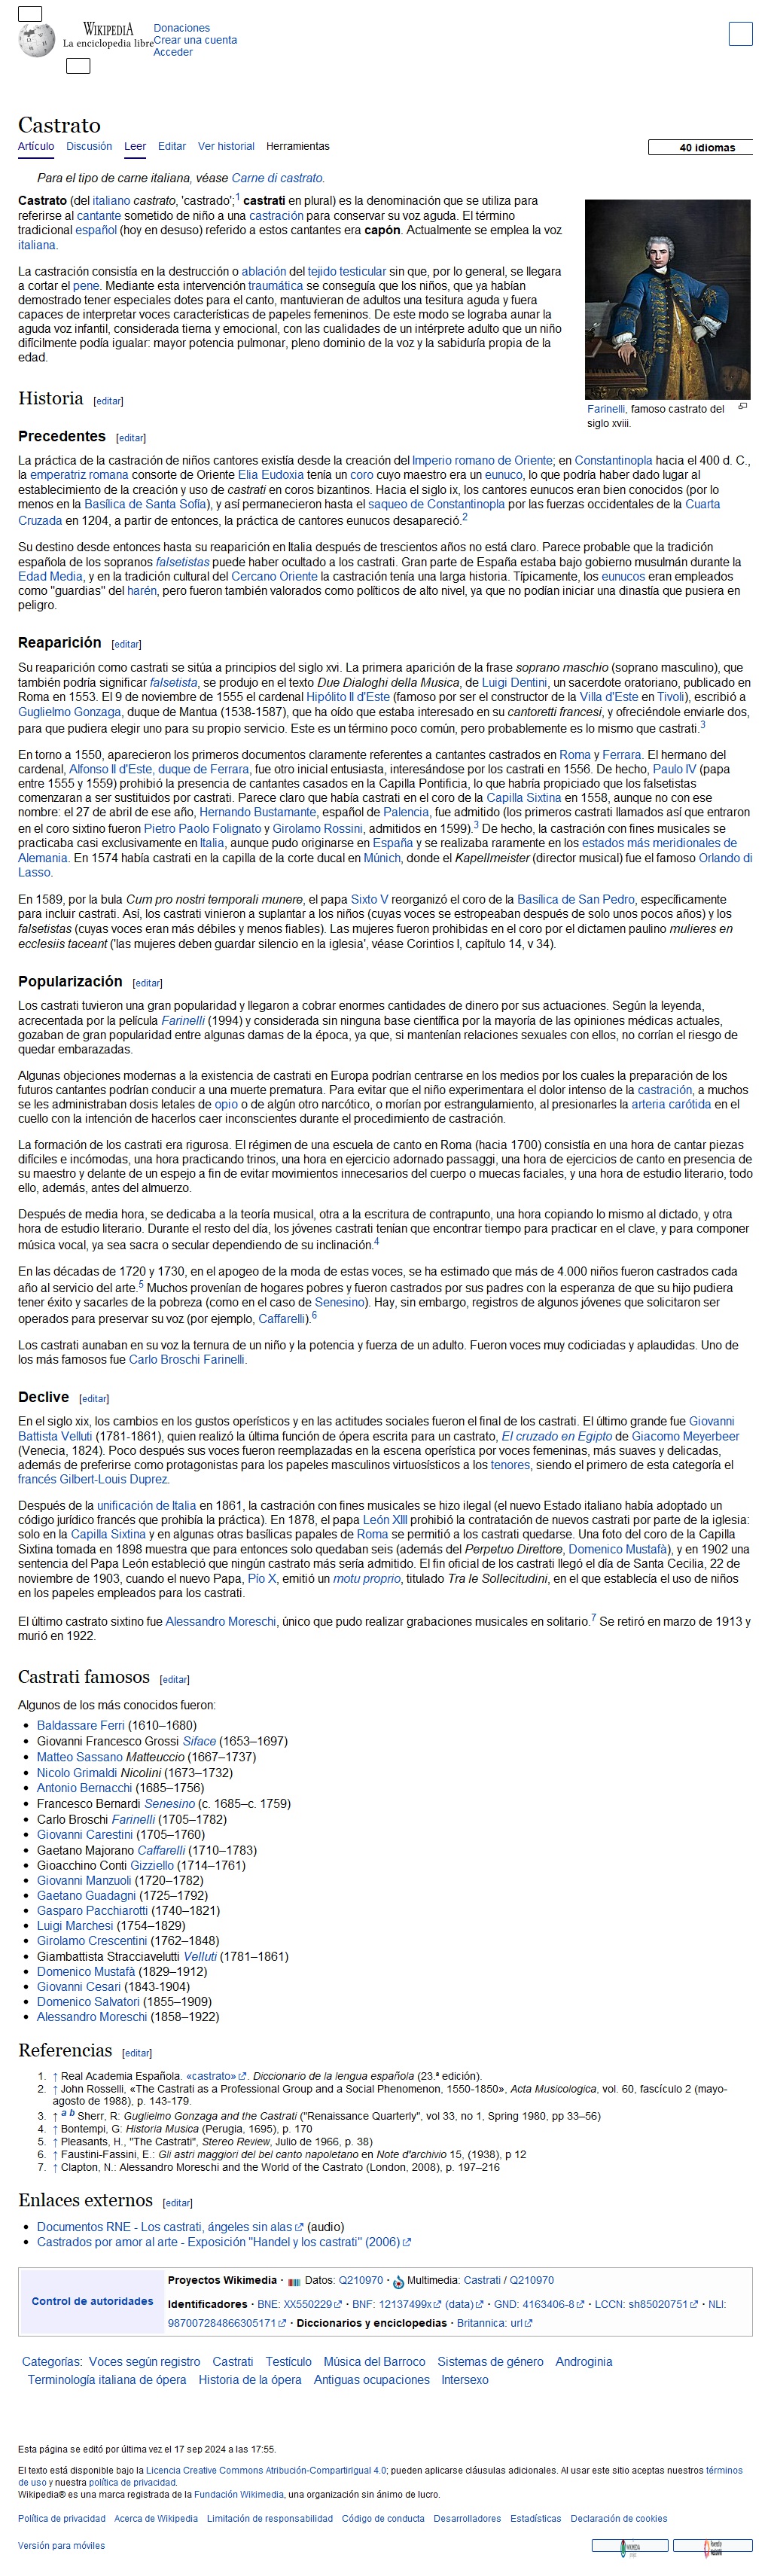 WIKIPEDIA
La enciclopedia libre
Donaciones
Crear una cuenta
Acceder
Castrato
Artículo Discusión Leer Editar Ver historial Herramientas
40 idiomas
Para el tipo de carne italiana, véase Carne di castrato.
Castrato (del italiano castrato, 'castrado';1 castrati en plural) es la denominación que se utiliza para
referirse al cantante sometido de niño a una castración para conservar su voz aguda. El término
tradicional español (hoy en desuso) referido a estos cantantes era capón. Actualmente se emplea la voz
italiana.
La castración consistía en la destrucción o ablación del tejido testicular sin que, por lo general, se llegara
a cortar el pene. Mediante esta intervención traumática se conseguía que los niños, que ya habían
demostrado tener especiales dotes para el canto, mantuvieran de adultos una tesitura aguda y fuera
capaces de interpretar voces características de papeles femeninos. De este modo se lograba aunar la
aguda voz infantil, considerada tierna y emocional, con las cualidades de un intérprete adulto que un niño
difícilmente podía igualar: mayor potencia pulmonar, pleno dominio de la voz y la sabiduría propia de la
edad.
Farinelli, famoso castrato del
siglo xviii.
Historia [editar]
Precedentes [editar]
La práctica de la castración de niños cantores existía desde la creación del Imperio romano de Oriente; en Constantinopla hacia el 400 d. C.,
la emperatriz romana consorte de Oriente Elia Eudoxia tenía un coro cuyo maestro era un eunuco, lo que podría haber dado lugar al
establecimiento de la creación y uso de castrati en coros bizantinos. Hacia el siglo ix, los cantores eunucos eran bien conocidos (por lo
menos en la Basílica de Santa Sofía), y así permanecieron hasta el saqueo de Constantinopla por las fuerzas occidentales de la Cuarta
Cruzada en 1204, a partir de entonces, la práctica de cantores eunucos desapareció.2
Su destino desde entonces hasta su reaparición en Italia después de trescientos años no está claro. Parece probable que la tradición
española de los sopranos falsetistas puede haber ocultado a los castrati. Gran parte de España estaba bajo gobierno musulmán durante la
Edad Media, y en la tradición cultural del Cercano Oriente la castración tenía una larga historia. Típicamente, los eunucos eran empleados
como "guardias" del harén, pero fueron también valorados como políticos de alto nivel, ya que no podían iniciar una dinastía que pusiera en
peligro.
Reaparición [editar]
Su reaparición como castrati se sitúa a principios del siglo xvi. La primera aparición de la frase soprano maschio (soprano masculino), que
también podría significar falsetista, se produjo en el texto Due Dialoghi della Musica, de Luigi Dentini, un sacerdote oratoriano, publicado en
Roma en 1553. El 9 de noviembre de 1555 el cardenal Hipólito II d'Este (famoso por ser el constructor de la Villa d'Este en Tivoli), escribió a
Guglielmo Gonzaga, duque de Mantua (1538-1587), que ha oído que estaba interesado en su cantoretti francesi, y ofreciéndole enviarle dos,
para que pudiera elegir uno para su propio servicio. Este es un término poco común, pero probablemente es lo mismo que castrati.3
En torno a 1550, aparecieron los primeros documentos claramente referentes a cantantes castrados en Roma y Ferrara. El hermano del
cardenal, Alfonso II d'Este, duque de Ferrara, fue otro inicial entusiasta, interesándose por los castrati en 1556. De hecho, Paulo IV (papa
entre 1555 y 1559) prohibió la presencia de cantantes casados en la Capilla Pontificia, lo que habría propiciado que los falsetistas
comenzaran a ser sustituidos por castrati. Parece claro que había castrati en el coro de la Capilla Sixtina en 1558, aunque no con ese
nombre: el 27 de abril de ese año, Hernando Bustamante, español de Palencia, fue admitido (los primeros castrati llamados así que entraron
en el coro sixtino fueron Pietro Paolo Folignato y Girolamo Rossini, admitidos en 1599).3 De hecho, la castración con fines musicales se
practicaba casi exclusivamente en Italia, aunque pudo originarse en España y se realizaba raramente en los estados más meridionales de
Alemania. En 1574 había castrati en la capilla de la corte ducal en Múnich, donde el Kapellmeister (director musical) fue el famoso Orlando di
Lasso.
En 1589, por la bula Cum pro nostri temporali munere, el papa Sixto V reorganizó el coro de la Basílica de San Pedro, específicamente
para incluir castrati. Así, los castrati vinieron a suplantar a los niños (cuyas voces se estropeaban después de solo unos pocos años) y los
falsetistas (cuyas voces eran más débiles y menos fiables). Las mujeres fueron prohibidas en el coro por el dictamen paulino mulieres en
ecclesiis taceant ('las mujeres deben guardar silencio en la iglesia', véase Corintios I, capítulo 14, v 34).
Popularización [editar]
Los castrati tuvieron una gran popularidad y llegaron a cobrar enormes cantidades de dinero por sus actuaciones. Según la leyenda,
acrecentada por la película Farinelli (1994) y considerada sin ninguna base científica por la mayoría de las opiniones médicas actuales,
gozaban de gran popularidad entre algunas damas de la época, ya que, si mantenían relaciones sexuales con ellos, no corrían el riesgo de
quedar embarazadas.
Algunas objeciones modernas a la existencia de castrati en Europa podrían centrarse en los medios por los cuales la preparación de los
futuros cantantes podrían conducir a una muerte prematura. Para evitar que el niño experimentara el dolor intenso de la castración, a muchos
se les administraban dosis letales de opio o de algún otro narcótico, o morían por estrangulamiento, al presionarles la arteria carótida en el
cuello con la intención de hacerlos caer inconscientes durante el procedimiento de castración.
La formación de los castrati era rigurosa. El régimen de una escuela de canto en Roma (hacia 1700) consistía en una hora de cantar piezas
difíciles e incómodas, una hora practicando trinos, una hora en ejercicio adornado passaggi, una hora de ejercicios de canto en presencia de
su maestro y delante de un espejo a fin de evitar movimientos innecesarios del cuerpo o muecas faciales, y una hora de estudio literario, todo
ello, además, antes del almuerzo.
Después de media hora, se dedicaba a la teoría musical, otra a la escritura de contrapunto, una hora copiando lo mismo al dictado, y otra
hora de estudio literario. Durante el resto del día, los jóvenes castrati tenían que encontrar tiempo para practicar en el clave, y para componer
música vocal, ya sea sacra o secular dependiendo de su inclinación.4
En las décadas de 1720 y 1730, en el apogeo de la moda de estas voces, se ha estimado que más de 4.000 niños fueron castrados cada
año al servicio del arte.5 Muchos provenían de hogares pobres y fueron castrados por sus padres con la esperanza de que su hijo pudiera
tener éxito y sacarles de la pobreza (como en el caso de Senesino). Hay, sin embargo, registros de algunos jóvenes que solicitaron ser
operados para preservar su voz (por ejemplo, Caffarelli).6
Los castrati aunaban en su voz la ternura de un niño y la potencia y fuerza de un adulto. Fueron voces muy codiciadas y aplaudidas. Uno de
los más famosos fue Carlo Broschi Farinelli.
Declive [editar]
En el siglo xix, los cambios en los gustos operísticos y en las actitudes sociales fueron el final de los castrati. El último grande fue Giovanni
Battista Velluti (1781-1861), quien realizó la última función de ópera escrita para un castrato, El cruzado en Egipto de Giacomo Meyerbeer
(Venecia, 1824). Poco después sus voces fueron reemplazadas en la escena operística por voces femeninas, más suaves y delicadas,
además de preferirse como protagonistas para los papeles masculinos virtuosísticos a los tenores, siendo el primero de esta categoría el
francés Gilbert-Louis Duprez.
Después de la unificación de Italia en 1861, la castración con fines musicales se hizo ilegal (el nuevo Estado italiano había adoptado un
código jurídico francés que prohibía la práctica). En 1878, el papa León XIII prohibió la contratación de nuevos castrati por parte de la iglesia:
solo en la Capilla Sixtina y en algunas otras basílicas papales de Roma se permitió a los castrati quedarse. Una foto del coro de la Capilla
Sixtina tomada en 1898 muestra que para entonces solo quedaban seis (además del Perpetuo Direttore, Domenico Mustafà), y en 1902 una
sentencia del Papa León estableció que ningún castrato más sería admitido. El fin oficial de los castrati llegó el día de Santa Cecilia, 22 de
noviembre de 1903, cuando el nuevo Papa, Pío X, emitió un motu proprio, titulado Tra le Sollecitudini, en el que establecía el uso de niños
en los papeles empleados para los castrati.
El último castrato sixtino fue Alessandro Moreschi, único que pudo realizar grabaciones musicales en solitario.7 Se retiró en marzo de 1913 y
murió en 1922.
Castrati famosos [editar]
Algunos de los más conocidos fueron:
Baldassare Ferri (1610–1680)
Giovanni Francesco Grossi Siface (1653–1697)
Matteo Sassano Matteuccio (1667–1737)
Nicolo Grimaldi Nicolini (1673–1732)
Antonio Bernacchi (1685–1756)
Francesco Bernardi Senesino (c. 1685–c. 1759)
Carlo Broschi Farinelli (1705–1782)
Giovanni Carestini (1705–1760)
Gaetano Majorano Caffarelli (1710–1783)
Gioacchino Conti Gizziello (1714–1761)
Giovanni Manzuoli (1720–1782)
Gaetano Guadagni (1725–1792)
Gasparo Pacchiarotti (1740–1821)
Luigi Marchesi (1754–1829)
Girolamo Crescentini (1762–1848)
Giambattista Stracciavelutti Velluti (1781–1861)
Domenico Mustafà (1829–1912)
Giovanni Cesari (1843-1904)
Domenico Salvatori (1855–1909)
Alessandro Moreschi (1858–1922)
Referencias [editar]
1. ↑ Real Academia Española. «castrato». Diccionario de la lengua española (23.ª edición).
2. ↑ John Rosselli, «The Castrati as a Professional Group and a Social Phenomenon, 1550-1850», Acta Musicologica, vol. 60, fascículo 2 (mayo-
agosto de 1988), p. 143-179.
3. ↑ a b Sherr, R: Guglielmo Gonzaga and the Castrati ("Renaissance Quarterly", vol 33, no 1, Spring 1980, pp 33–56)
4. ↑ Bontempi, G: Historia Musica (Perugia, 1695), p. 170
5. ↑ Pleasants, H., "The Castrati", Stereo Review, Julio de 1966, p. 38)
6. ↑ Faustini-Fassini, E.: Gli astri maggiori del bel canto napoletano en Note d'archivio 15, (1938), p 12
7. ↑ Clapton, N.: Alessandro Moreschi and the World of the Castrato (London, 2008), p. 197–216
Enlaces externos [editar]
Documentos RNE - Los castrati, ángeles sin alas (audio)
Castrados por amor al arte - Exposición "Handel y los castrati" (2006)
Control de autoridades
Proyectos Wikimedia · Datos: Q210970 · Multimedia: Castrati / Q210970
Identificadores · BNE: XX550229 · BNF: 12137499x (data) · GND: 4163406-8 · LCCN: sh85020751 · NLI:
987007284866305171 · Diccionarios y enciclopedias · Britannica: url
Categorías: Voces según registro Castrati Testículo Música del Barroco Sistemas de género Androginia
Terminología italiana de ópera Historia de la ópera Antiguas ocupaciones Intersexo
Esta página se editó por última vez el 17 sep 2024 a las 17:55.
El texto está disponible bajo la Licencia Creative Commons Atribución-CompartirIgual 4.0; pueden aplicarse cláusulas adicionales. Al usar este sitio aceptas nuestros términos
de uso y nuestra política de privacidad.
Wikipedia® es una marca registrada de la Fundación Wikimedia, una organización sin ánimo de lucro.
Política de privacidad Acerca de Wikipedia Limitación de responsabilidad Código de conducta Desarrolladores Estadísticas Declaración de cookies
Versión para móviles